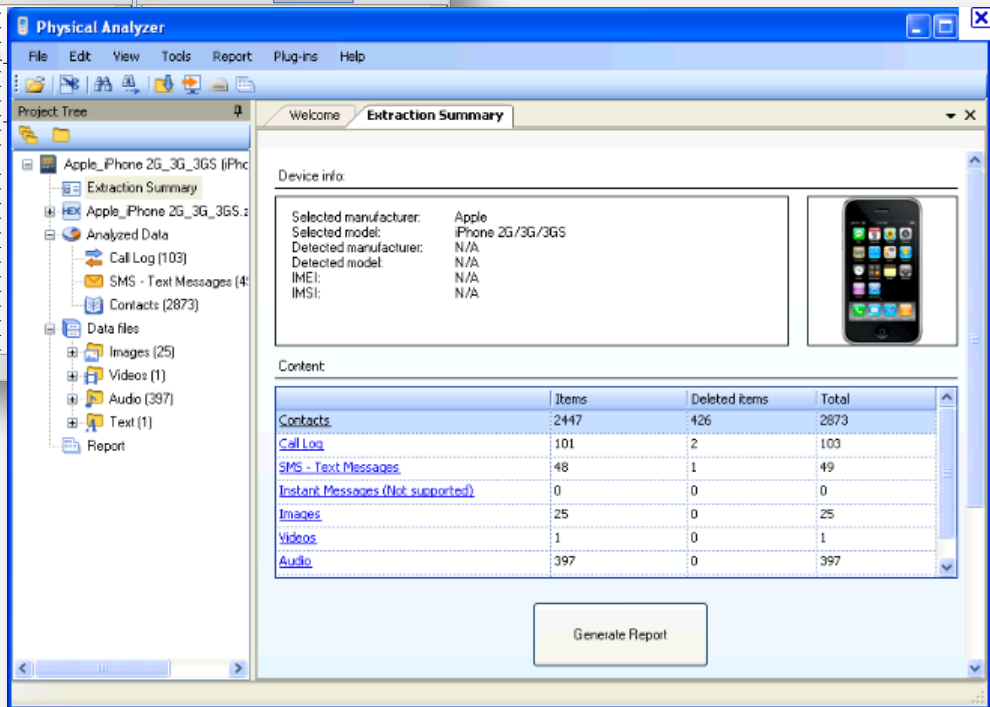 Physical Analyzer
File Edit View Tools Report Plug-ins Help
Project Tree
Welcome Extraction Summary
Apple_iPhone 2G_3G_3GS (iPhc
Extraction Summary
HEX Apple_iPhone 2G_3G_3GS.z
Analyzed Data
Call Log (103)
SMS - Text Messages (4
Contacts (2873)
Data files
Images (25)
Videos (1)
Audio (397)
Text (1)
Report
Device info:
Selected manufacturer: Apple
Selected model: iPhone 2G/3G/3GS
Detected manufacturer: N/A
Detected model: N/A
IMEI: N/A
IMSI: N/A
Content:
Items Deleted items Total
Contacts 2447 426 2873
Call Log 101 2 103
SMS - Text Messages 48 1 49
Instant Messages (Not supported) 0 0 0
Images 25 0 25
Videos 1 0 1
Audio 397 0 397
Generate Report